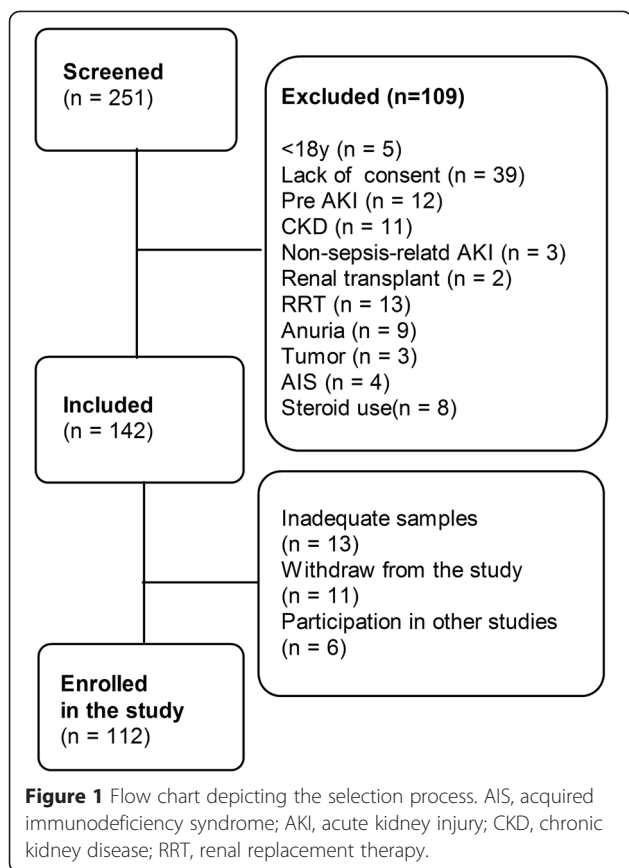 Screened
(n = 251)
Excluded (n=109)
<18y (n = 5)
Lack of consent (n = 39)
Pre AKI (n = 12)
CKD (n = 11)
Non-sepsis-relatd AKI (n = 3)
Renal transplant (n = 2)
RRT (n = 13)
Anuria (n = 9)
Tumor (n = 3)
AIS (n = 4)
Steroid use(n = 8)
Included
(n = 142)
Inadequate samples
(n = 13)
Withdraw from the study
(n = 11)
Participation in other studies
(n = 6)
Enrolled
in the study
(n = 112)
Figure 1 Flow chart depicting the selection process. AIS, acquired
immunodeficiency syndrome; AKI, acute kidney injury; CKD, chronic
kidney disease; RRT, renal replacement therapy.